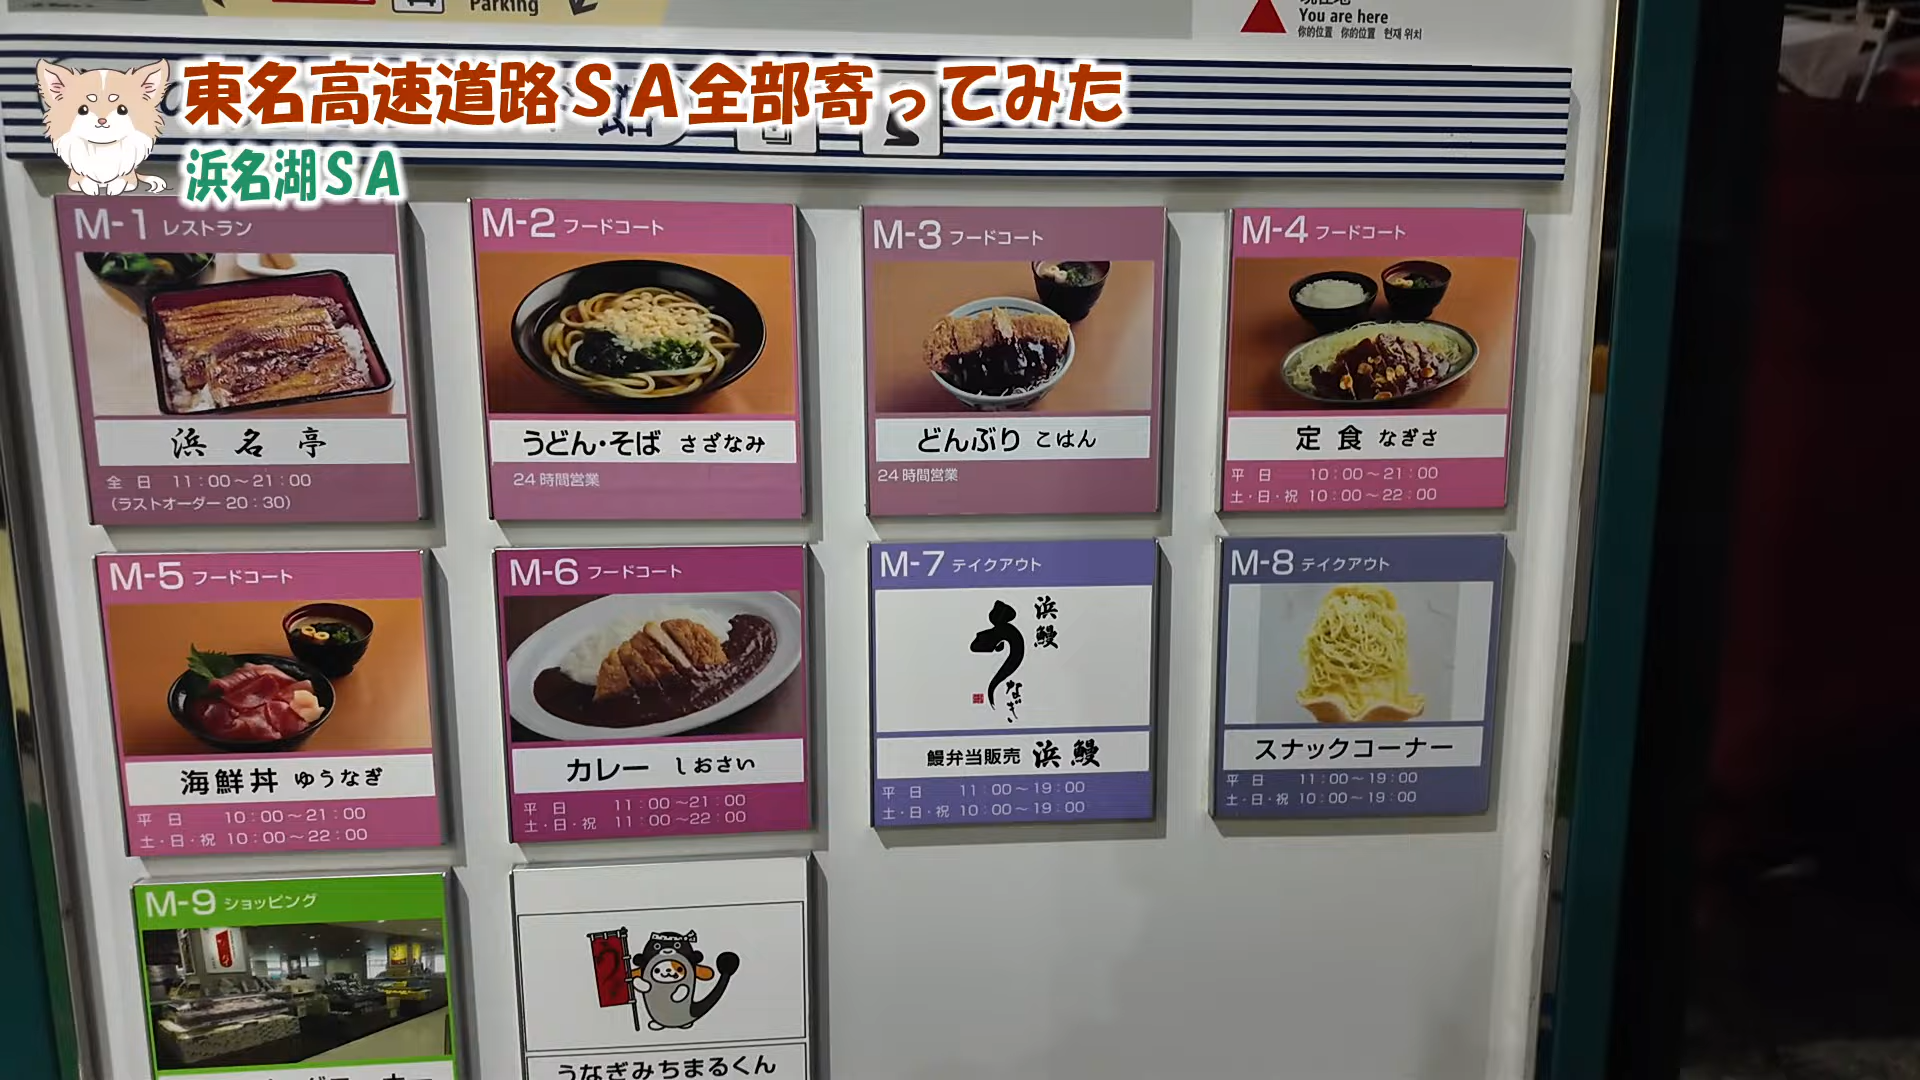 Parking
You are here
你的位置 你的位置 현재 위치
東名高速道路ＳＡ全部寄ってみた
浜名湖ＳＡ
M-1 レストラン
浜名亭
全日 11:00～21:00
(ラストオーダー 20:30)
M-2 フードコート
うどん・そば さざなみ
24時間営業
M-3 フードコート
どんぶり こはん
24時間営業
M-4 フードコート
定食 なぎさ
平日 10:00～21:00
土・日・祝 10:00～22:00
M-5 フードコート
海鮮丼 ゆうなぎ
平日 10:00～21:00
土・日・祝 10:00～22:00
M-6 フードコート
カレー しおさい
平日 11:00～21:00
土・日・祝 11:00～22:00
M-7 テイクアウト
浜鰻
うなぎ
鰻弁当販売 浜鰻
平日 11:00～19:00
土・日・祝 10:00～19:00
M-8 テイクアウト
スナックコーナー
平日 11:00～19:00
土・日・祝 10:00～19:00
M-9 ショッピング
う
うなぎみちまるくん